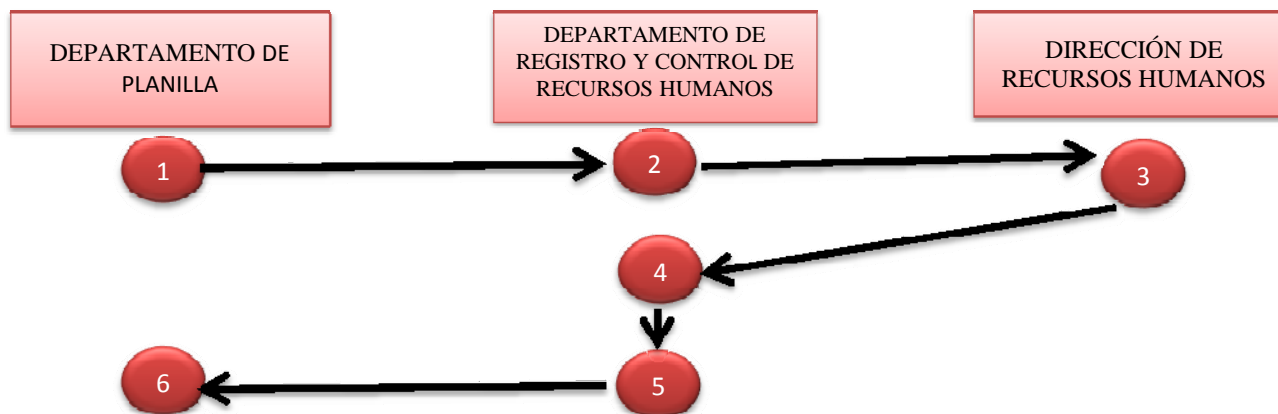 DEPARTAMENTO DE
PLANILLA
DEPARTAMENTO DE
REGISTRO Y CONTROL DE
RECURSOS HUMANOS
DIRECCIÓN DE
RECURSOS HUMANOS
1
2
3
4
5
6